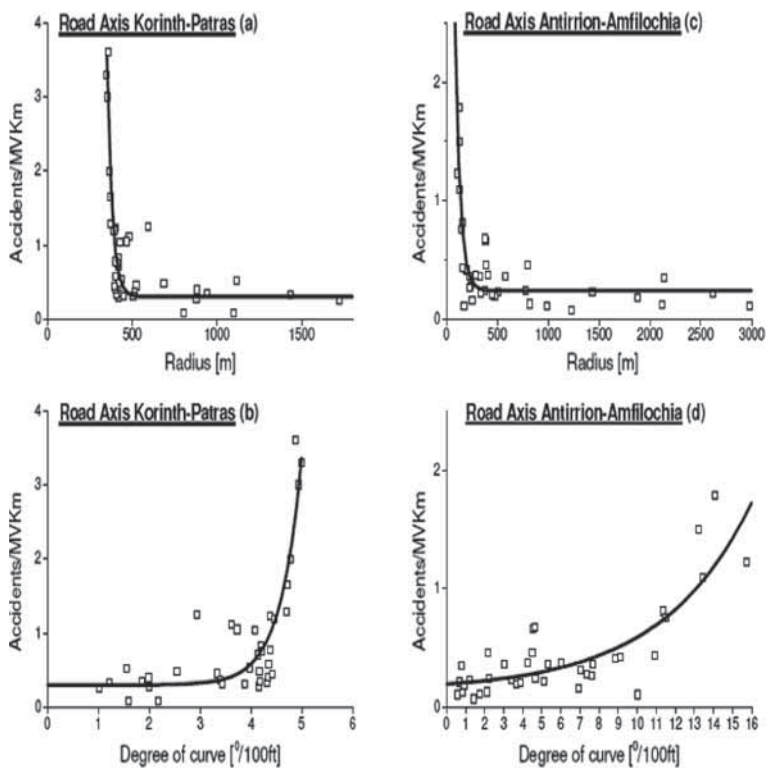 Road Axis Korinth-Patras (a)
Accidents/MVKm
4
3
2
1
0
0 500 1000 1500
Radius [m]
Road Axis Antirrion-Amfilochia (c)
Accidents/MVKm
2
1
0
0 500 1000 1500 2000 2500 3000
Radius [m]
Road Axis Korinth-Patras (b)
Accidents/MVKm
4
3
2
1
0
0 1 2 3 4 5 6
Degree of curve [⁰/100ft]
Road Axis Antirrion-Amfilochia (d)
Accidents/MVKm
2
1
0
0 1 2 3 4 5 6 7 8 9 10 11 12 13 14 15 16
Degree of curve [⁰/100ft]